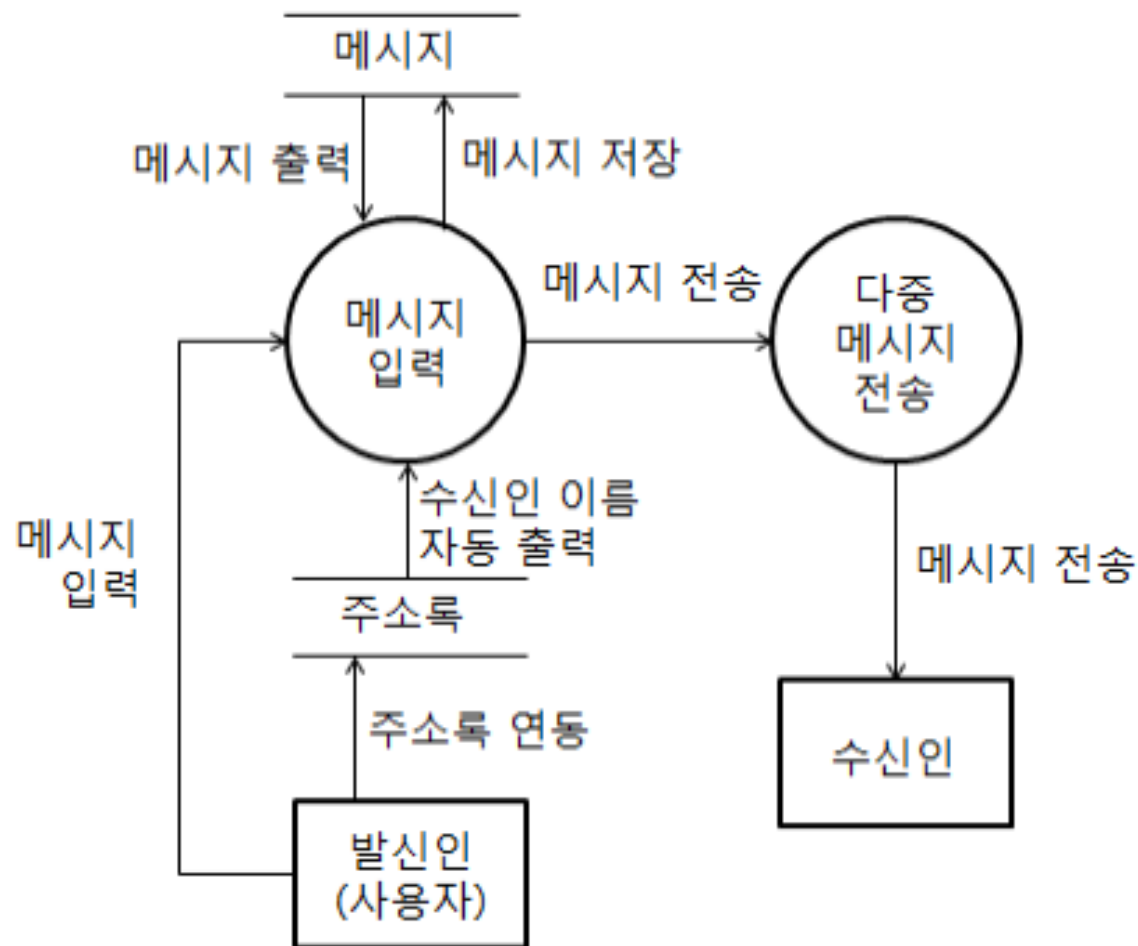 메시지
메시지 출력
메시지 저장
메시지
입력
메시지 전송
다중
메시지
전송
수신인 이름
자동 출력
메시지
입력
메시지 전송
주소록
주소록 연동
수신인
발신인
(사용자)